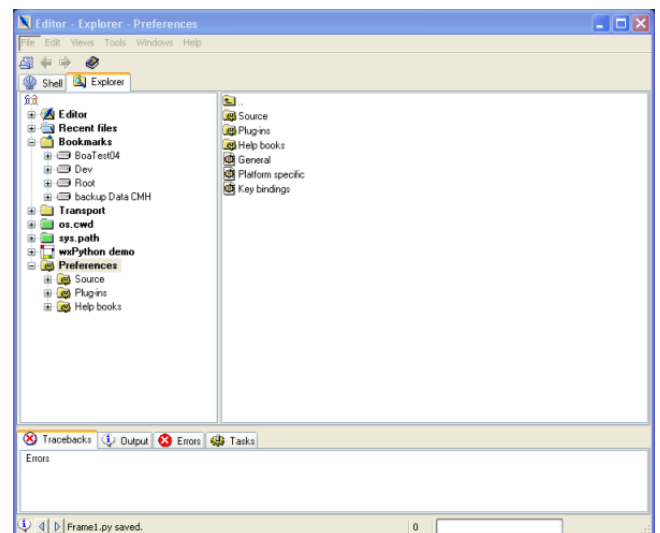 Editor - Explorer - Preferences
File Edit Views Tools Windows Help
Shell Explorer
Editor
Recent files
Bookmarks
BoaTest04
Dev
Root
backup Data CMH
Transport
os.cwd
sys.path
wxPython demo
Preferences
Source
Plug-ins
Help books
..
Source
Plug-ins
Help books
General
Platform specific
Key bindings
Tracebacks Output Errors Tasks
Errors
Frame1.py saved. 0